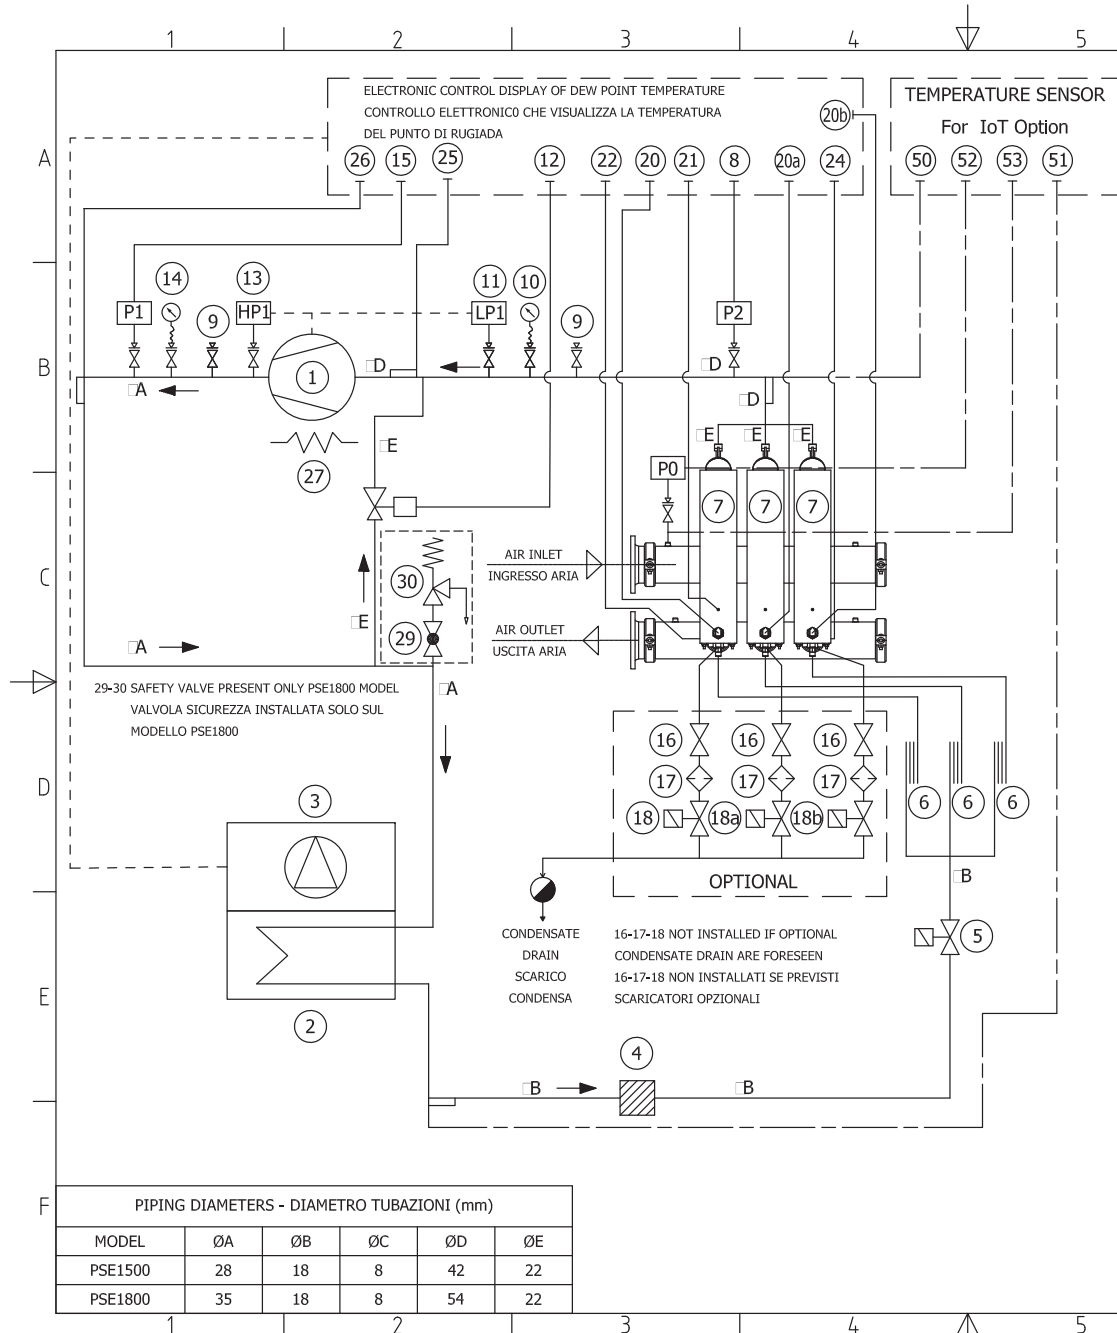 1 2 3 4 5
ELECTRONIC CONTROL DISPLAY OF DEW POINT TEMPERATURE
CONTROLLO ELETTRONICO CHE VISUALIZZA LA TEMPERATURA
DEL PUNTO DI RUGIADA
TEMPERATURE SENSOR
For IoT Option
20b
A
26 15 25 12 22 20 21 8 20a 24 50 52 53 51
14 13 11 10
P1 9 HP1 LP1 9 P2
B
1
□A □D □D
□D
□E □E □E □E
27
P0
7 7 7
C
AIR INLET
INGRESSO ARIA
30
□E
29
AIR OUTLET
USCITA ARIA
□A
□A
29-30 SAFETY VALVE PRESENT ONLY PSE1800 MODEL
VALVOLA SICUREZZA INSTALLATA SOLO SUL
MODELLO PSE1800
16 16 16
17 17 17
D
3
6 6 6
18 18a 18b
OPTIONAL
□B
CONDENSATE
DRAIN
SCARICO
CONDENSA
16-17-18 NOT INSTALLED IF OPTIONAL
CONDENSATE DRAIN ARE FORESEEN
16-17-18 NON INSTALLATI SE PREVISTI
SCARICATORI OPZIONALI
5
E
2
4
□B □B
F
PIPING DIAMETERS - DIAMETRO TUBAZIONI (mm)
MODEL ØA ØB ØC ØD ØE
PSE1500 28 18 8 42 22
PSE1800 35 18 8 54 22
1 2 3 4 5